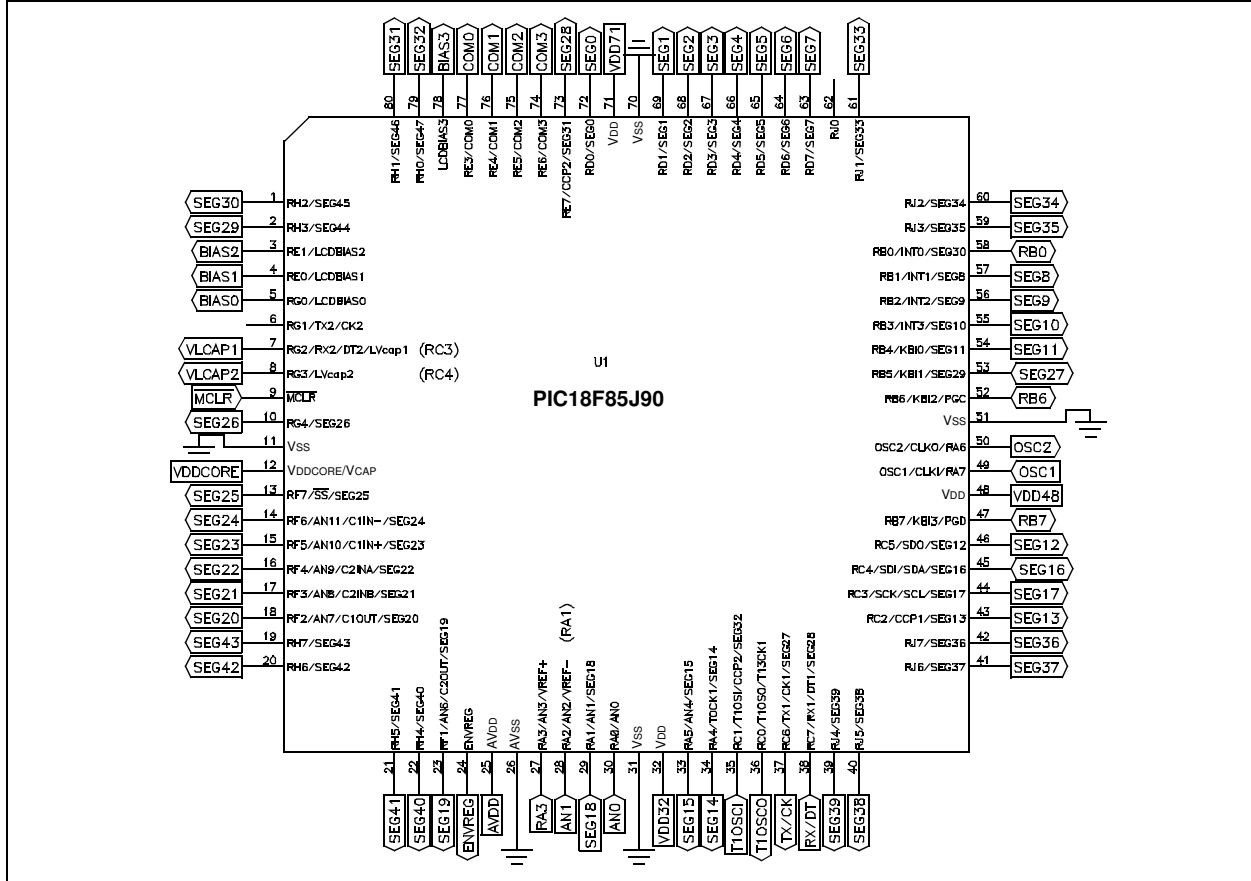 SEG31 SEG32 BIAS3 COM0 COM1 COM2 COM3 SEG28 SEG0 VDD71 SEG1 SEG2 SEG3 SEG4 SEG5 SEG6 SEG7 SEG33
80 79 78 77 76 75 74 73 72 71 70 69 68 67 66 65 64 63 62 61
RH1/SEG46 RH0/SEG47 LCDBIAS3 RE3/COM0 RE4/COM1 RE5/COM2 RE6/COM3 RE7/CCP2/SEG31 RD0/SEG0 VDD VSS RD1/SEG1 RD2/SEG2 RD3/SEG3 RD4/SEG4 RD5/SEG5 RD6/SEG6 RD7/SEG7 RJ0 RJ1/SEG33
SEG30 1 RH2/SEG45
SEG29 2 RH3/SEG44
BIAS2 3 RE1/LCDBIAS2
BIAS1 4 RE0/LCDBIAS1
BIAS0 5 RG0/LCDBIAS0
6 RG1/TX2/CK2
VLCAP1 7 RG2/RX2/DT2/LVcap1 (RC3)
VLCAP2 8 RG3/LVcap2 (RC4)
MCLR 9 MCLR
SEG26 10 RG4/SEG26
11 VSS
VDDCORE 12 VDDCORE/VCAP
SEG25 13 RF7/SS/SEG25
SEG24 14 RF6/AN11/C1IN-/SEG24
SEG23 15 RF5/AN10/C1IN+/SEG23
SEG22 16 RF4/AN9/C2INA/SEG22
SEG21 17 RF3/AN8/C2INB/SEG21
SEG20 18 RF2/AN7/C1OUT/SEG20
SEG43 19 RH7/SEG43
SEG42 20 RH6/SEG42
U1
PIC18F85J90
RJ2/SEG34 60 SEG34
RJ3/SEG35 59 SEG35
RB0/INT0/SEG30 58 RB0
RB1/INT1/SEG8 57 SEG8
RB2/INT2/SEG9 56 SEG9
RB3/INT3/SEG10 55 SEG10
RB4/KBI0/SEG11 54 SEG11
RB5/KBI1/SEG29 53 SEG27
RB6/KBI2/PGC 52 RB6
VSS 51
OSC2/CLKO/RA6 50 OSC2
OSC1/CLKI/RA7 49 OSC1
VDD 48 VDD48
RB7/KBI3/PGD 47 RB7
RC5/SDO/SEG12 46 SEG12
RC4/SDI/SDA/SEG16 45 SEG16
RC3/SCK/SCL/SEG17 44 SEG17
RC2/CCP1/SEG13 43 SEG13
RJ7/SEG36 42 SEG36
RJ6/SEG37 41 SEG37
(RA1)
RH5/SEG41 RH4/SEG40 RF1/AN6/C2OUT/SEG19 ENVREG AVDD AVSS RA3/AN3/VREF+ RA2/AN2/VREF- RA1/AN1/SEG18 RA0/AN0 VSS VDD RA5/AN4/SEG15 RA4/T0CK1/SEG14 RC1/T1OSI/CCP2/SEG32 RC0/T1OSO/T13CK1 RC6/TX1/CK1/SEG27 RC7/RX1/DT1/SEG28 RJ4/SEG39 RJ5/SEG38
21 22 23 24 25 26 27 28 29 30 31 32 33 34 35 36 37 38 39 40
SEG41 SEG40 SEG19 ENVREG AVDD RA3 AN1 SEG18 AN0 VDD32 SEG15 SEG14 T1OSCI T1OSCO TX/CK RX/DT SEG39 SEG38